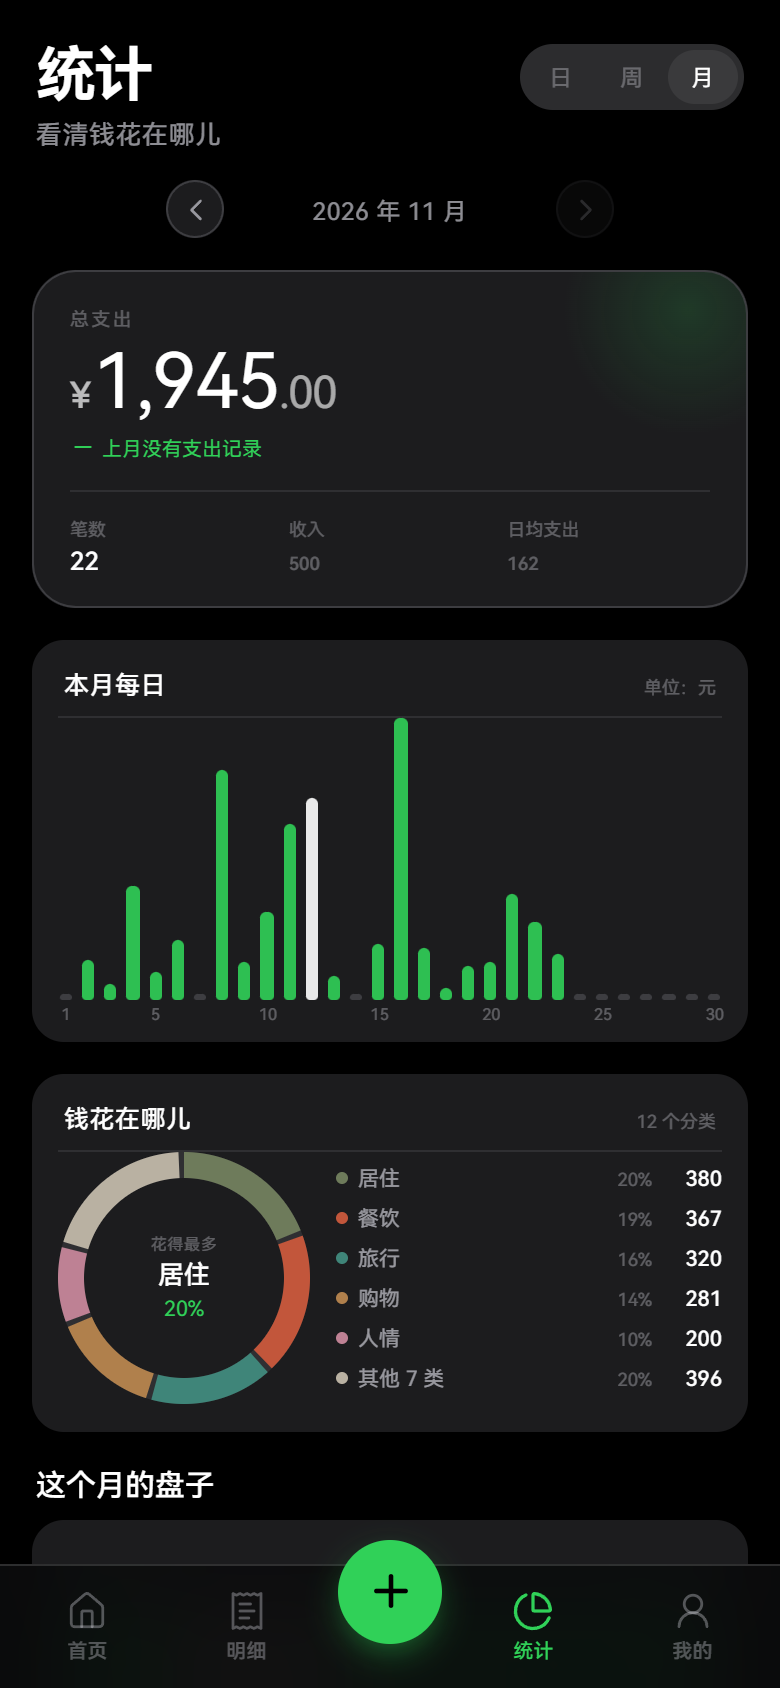 统计
日 周 月
看清钱花在哪儿
2026 年 11 月
总支出
¥1,945.00
一 上月没有支出记录
笔数 收入 日均支出
22 500 162
本月每日 单位：元
1 5 10 15 20 25 30
钱花在哪儿 12 个分类
花得最多
居住
20%
居住 20% 380
餐饮 19% 367
旅行 16% 320
购物 14% 281
人情 10% 200
其他 7 类 20% 396
这个月的盘子
首页 明细 统计 我的